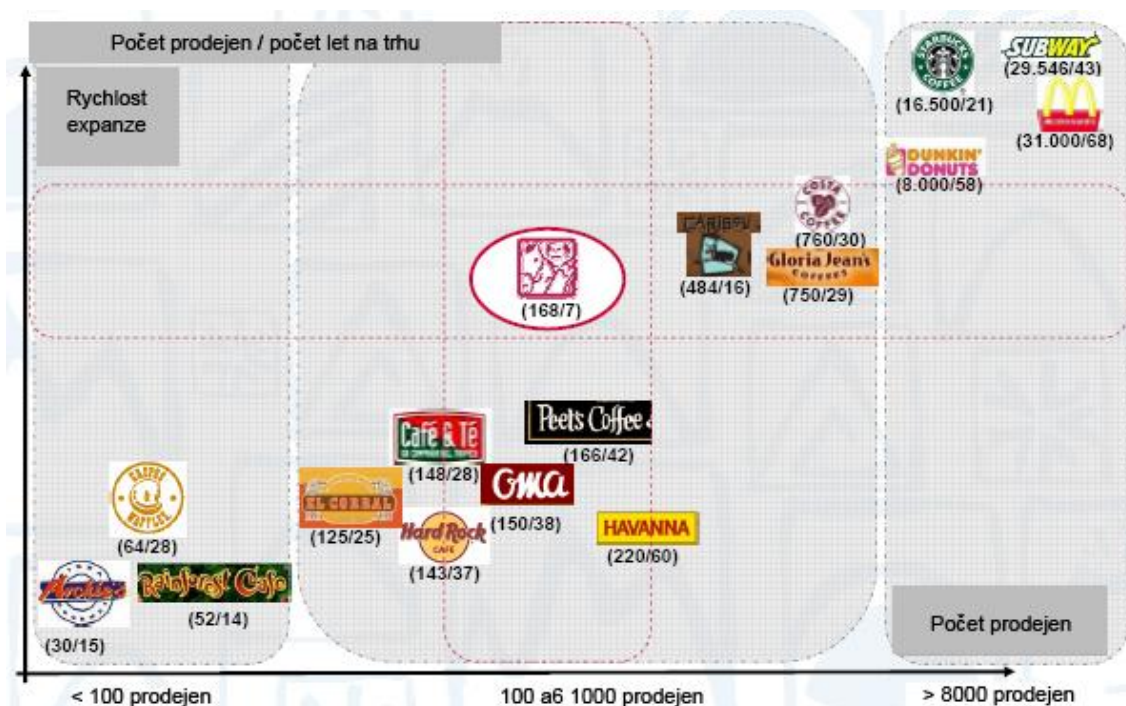 Počet prodejen / počet let na trhu
Rychlost
expanze
STARBUCKS
COFFEE
(16.500/21)
SUBWAY
(29.546/43)
(31.000/68)
DUNKIN'
DONUTS
(8.000/58)
COSTA
COFFEE
(760/30)
CARIBOU
(484/16)
Gloria Jean's
COFFEES
(750/29)
(168/7)
Café & Té
(148/28)
Peet's Coffee &
(166/42)
EL CORRAL
(125/25)
Oma
(150/38)
Hard Rock
CAFE
(143/37)
HAVANNA
(220/60)
(64/28)
Archie's
(30/15)
Rainforest Cafe
(52/14)
Počet prodejen
< 100 prodejen
100 a6 1000 prodejen
> 8000 prodejen